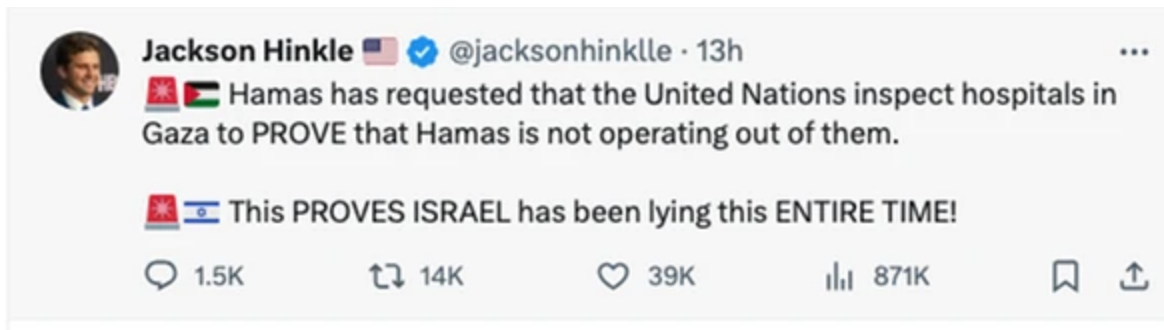 Jackson Hinkle 🇺🇸 @jacksonhinklle · 13h
🚨🇵🇸 Hamas has requested that the United Nations inspect hospitals in
Gaza to PROVE that Hamas is not operating out of them.
🚨🇮🇱 This PROVES ISRAEL has been lying this ENTIRE TIME!
1.5K 14K 39K 871K